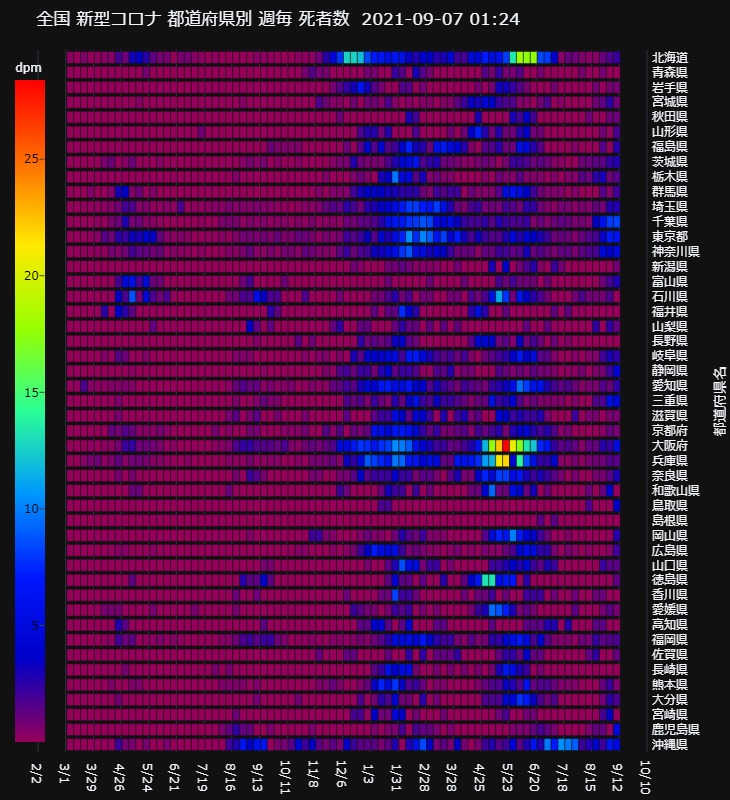 全国 新型コロナ 都道府県別 週毎 死者数 2021-09-07 01:24
dpm
25
20
15
10
5
北海道
青森県
岩手県
宮城県
秋田県
山形県
福島県
茨城県
栃木県
群馬県
埼玉県
千葉県
東京都
神奈川県
新潟県
富山県
石川県
福井県
山梨県
長野県
岐阜県
静岡県
愛知県
三重県
滋賀県
京都府
大阪府
兵庫県
奈良県
和歌山県
鳥取県
島根県
岡山県
広島県
山口県
徳島県
香川県
愛媛県
高知県
福岡県
佐賀県
長崎県
熊本県
大分県
宮崎県
鹿児島県
沖縄県
都道府県名
2/2 3/1 3/29 4/26 5/24 6/21 7/19 8/16 9/13 10/11 11/8 12/6 1/3 1/31 2/28 3/28 4/25 5/23 6/20 7/18 8/15 9/12 10/10